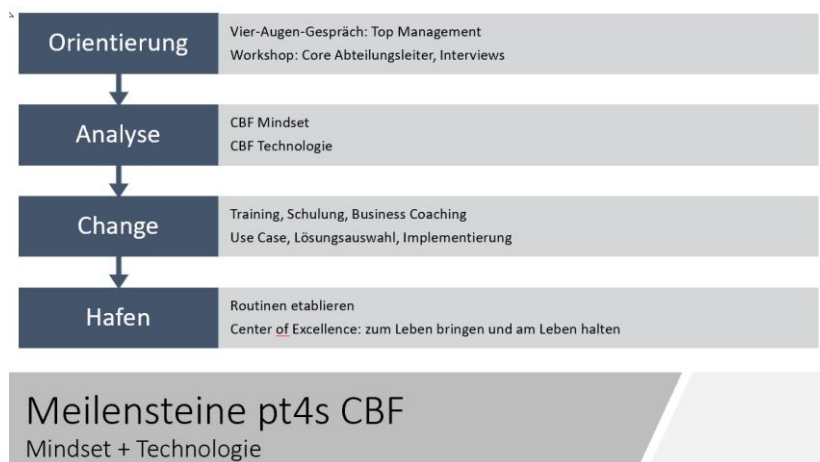 Orientierung
Vier-Augen-Gespräch: Top Management
Workshop: Core Abteilungsleiter, Interviews
Analyse
CBF Mindset
CBF Technologie
Change
Training, Schulung, Business Coaching
Use Case, Lösungsauswahl, Implementierung
Hafen
Routinen etablieren
Center of Excellence: zum Leben bringen und am Leben halten
Meilensteine pt4s CBF
Mindset + Technologie